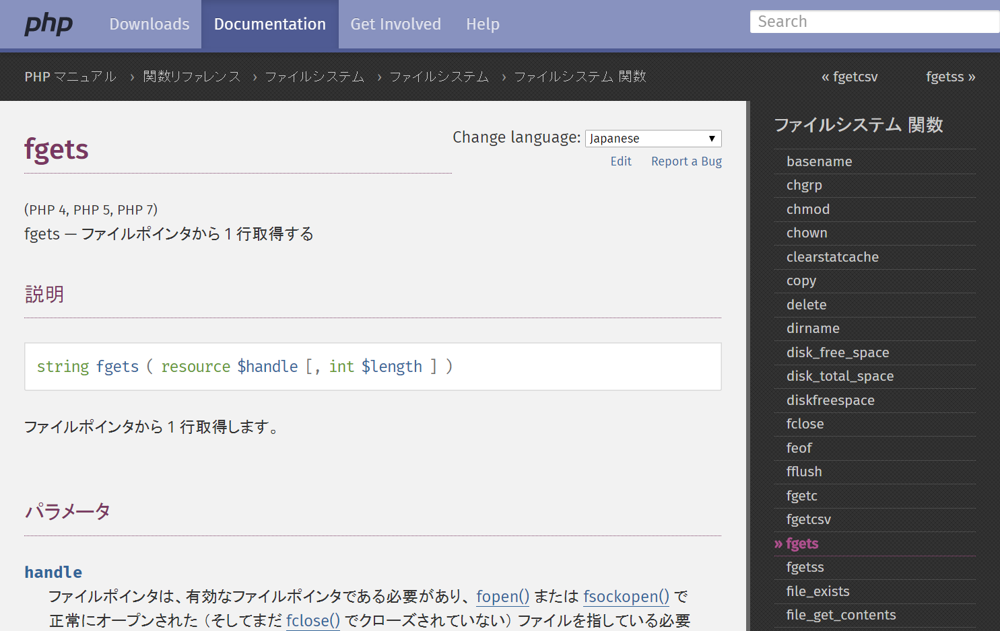 php Downloads Documentation Get Involved Help Search
PHP マニュアル › 関数リファレンス › ファイルシステム › ファイルシステム › ファイルシステム 関数 « fgetcsv fgetss »
fgets
Change language: Japanese
Edit Report a Bug
(PHP 4, PHP 5, PHP 7)
fgets — ファイルポインタから 1 行取得する
説明
string fgets ( resource $handle [, int $length ] )
ファイルポインタから 1 行取得します。
パラメータ
handle
ファイルポインタは、有効なファイルポインタである必要があり、 fopen() または fsockopen() で
正常にオープンされた (そしてまだ fclose() でクローズされていない) ファイルを指している必要
ファイルシステム 関数
basename
chgrp
chmod
chown
clearstatcache
copy
delete
dirname
disk_free_space
disk_total_space
diskfreespace
fclose
feof
fflush
fgetc
fgetcsv
» fgets
fgetss
file_exists
file_get_contents